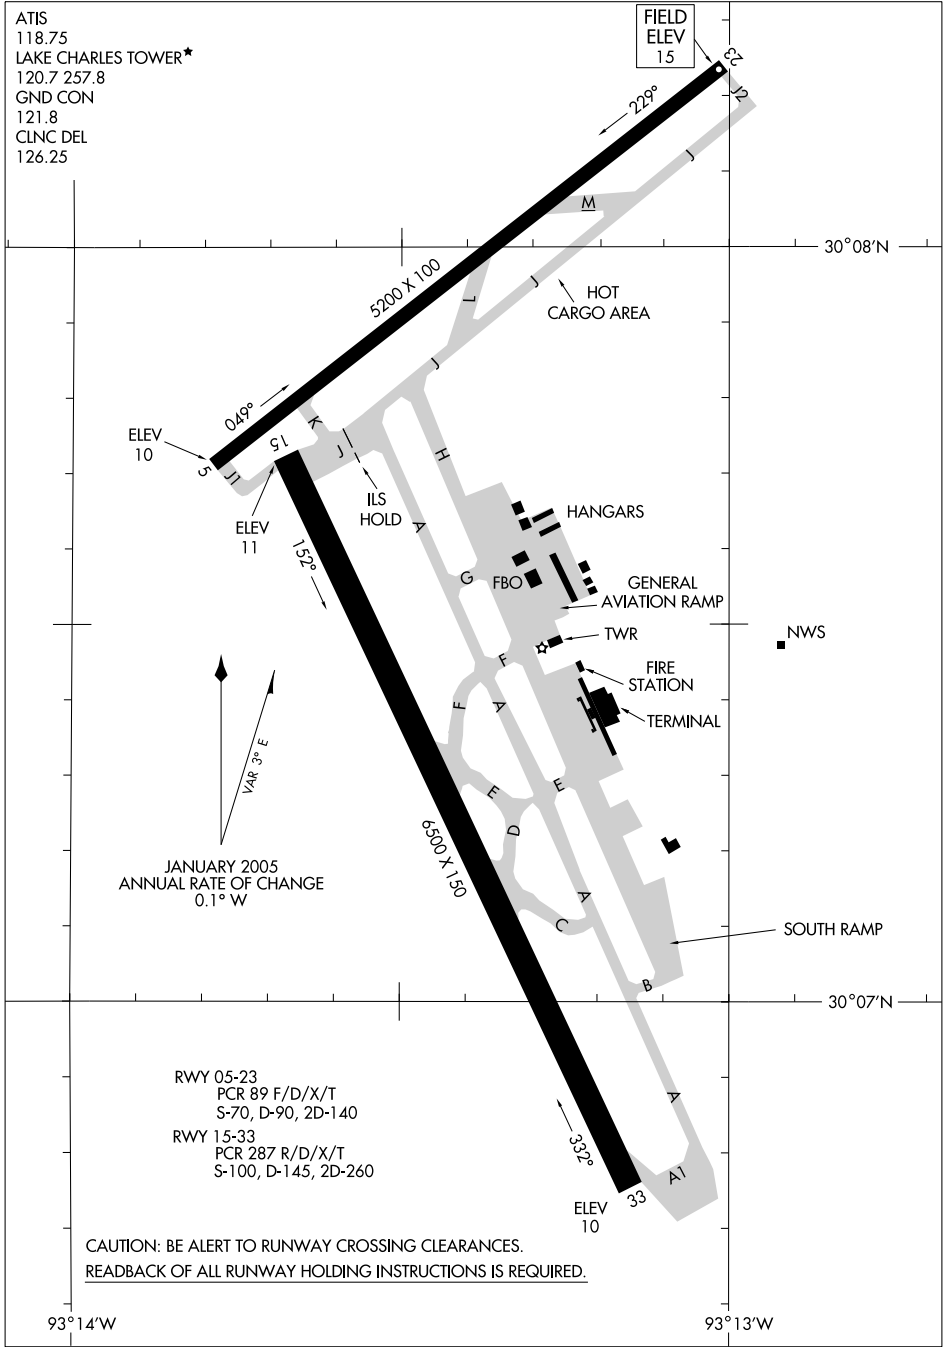 ATIS
118.75
LAKE CHARLES TOWER★
120.7 257.8
GND CON
121.8
CLNC DEL
126.25
FIELD
ELEV
15
23
J2
229°
J
M
30°08'N
J
HOT
CARGO AREA
5200 X 100
L
J
049°
K
15
J
H
ELEV
10
5
J1
ELEV
11
ILS
HOLD
A
HANGARS
152°
G
FBO
GENERAL
AVIATION RAMP
TWR
NWS
F
FIRE
STATION
F
A
TERMINAL
VAR 3° E
E
E
D
6500 X 150
JANUARY 2005
ANNUAL RATE OF CHANGE
0.1° W
A
C
SOUTH RAMP
B
30°07'N
RWY 05-23
PCR 89 F/D/X/T
S-70, D-90, 2D-140
RWY 15-33
PCR 287 R/D/X/T
S-100, D-145, 2D-260
A
332°
A1
33
ELEV
10
CAUTION: BE ALERT TO RUNWAY CROSSING CLEARANCES.
READBACK OF ALL RUNWAY HOLDING INSTRUCTIONS IS REQUIRED.
93°14'W
93°13'W